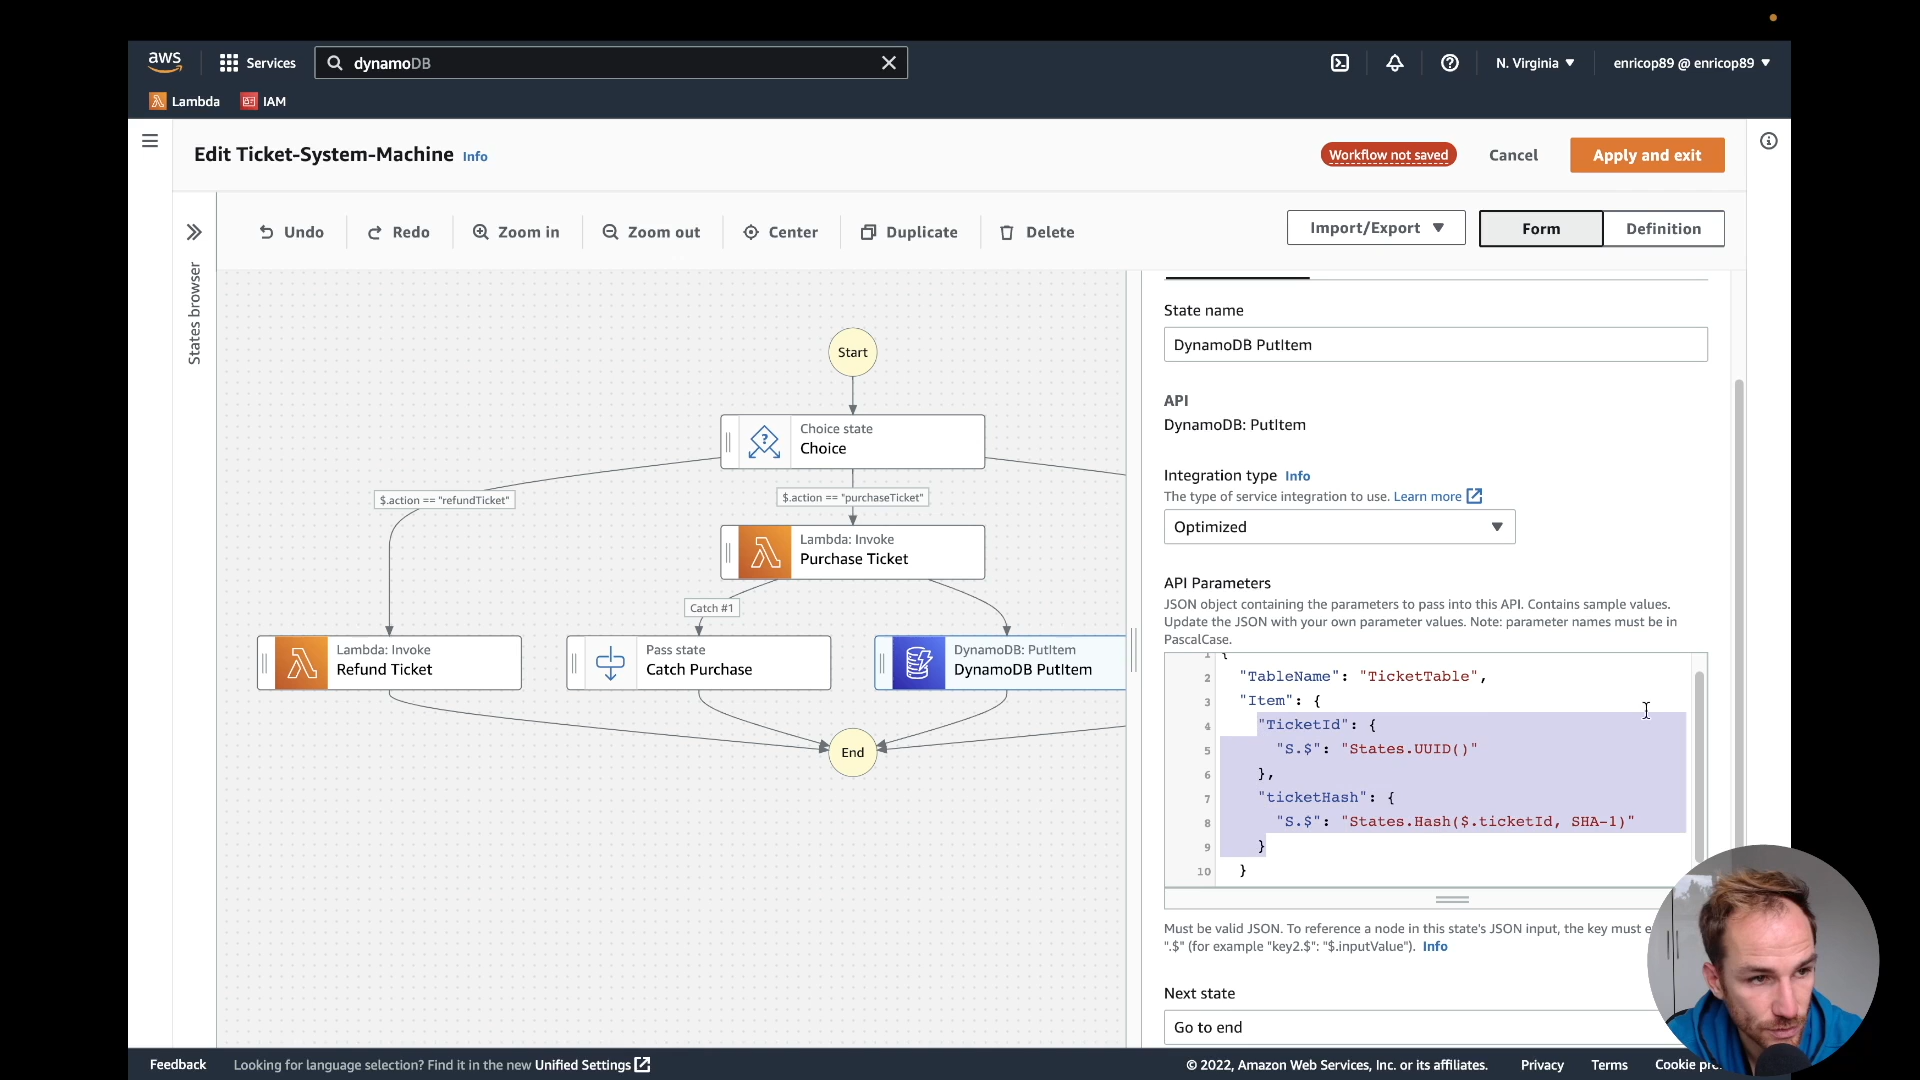 aws
Services
dynamoDB
N. Virginia
enricop89 @ enricop89
Lambda
IAM
Edit Ticket-System-Machine Info
Workflow not saved
Cancel
Apply and exit
Undo
Redo
Zoom in
Zoom out
Center
Duplicate
Delete
Import/Export
Form
Definition
States browser
Start
Choice state
Choice
$.action == "refundTicket"
$.action == "purchaseTicket"
Lambda: Invoke
Purchase Ticket
Catch #1
Lambda: Invoke
Refund Ticket
Pass state
Catch Purchase
DynamoDB: PutItem
DynamoDB PutItem
End
State name
DynamoDB PutItem
API
DynamoDB: PutItem
Integration type Info
The type of service integration to use. Learn more
Optimized
API Parameters
JSON object containing the parameters to pass into this API. Contains sample values.
Update the JSON with your own parameter values. Note: parameter names must be in
PascalCase.
1 {
2 "TableName": "TicketTable",
3 "Item": {
4 "TicketId": {
5 "S.$": "States.UUID()"
6 },
7 "ticketHash": {
8 "S.$": "States.Hash($.ticketId, SHA-1)"
9 }
10 }
Must be valid JSON. To reference a node in this state's JSON input, the key must e
".$" (for example "key2.$": "$.inputValue"). Info
Next state
Go to end
Feedback
Looking for language selection? Find it in the new Unified Settings
© 2022, Amazon Web Services, Inc. or its affiliates.
Privacy
Terms
Cookie pre